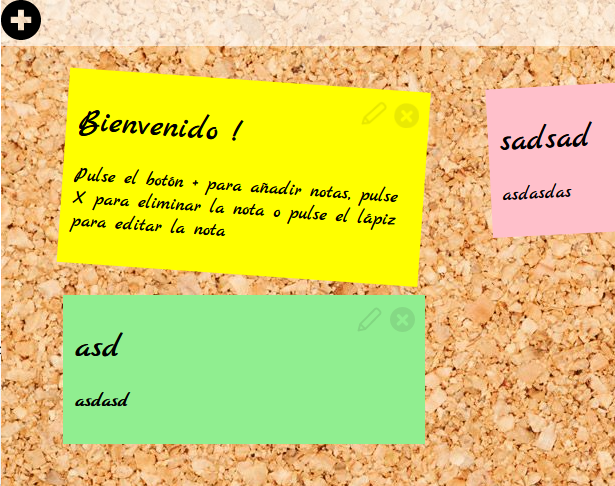 Bienvenido !
Pulse el botón + para añadir notas, pulse
X para eliminar la nota o pulse el lápiz
para editar la nota
sadsad
asdasdas
asd
asdasd